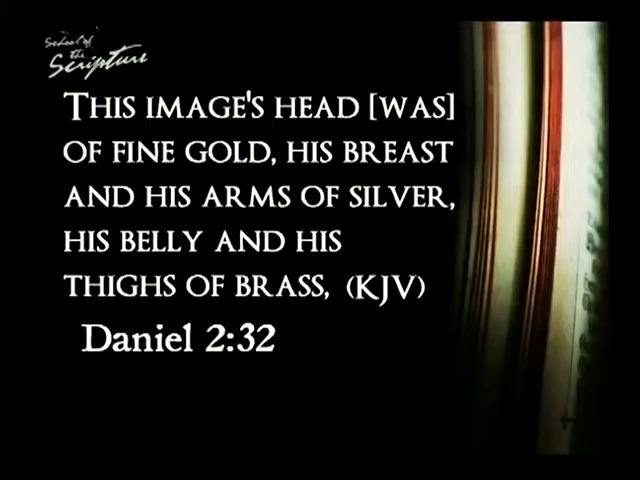 School of
the
Scripture
THIS IMAGE'S HEAD [WAS]
OF FINE GOLD, HIS BREAST
AND HIS ARMS OF SILVER,
HIS BELLY AND HIS
THIGHS OF BRASS, (KJV)
Daniel 2:32